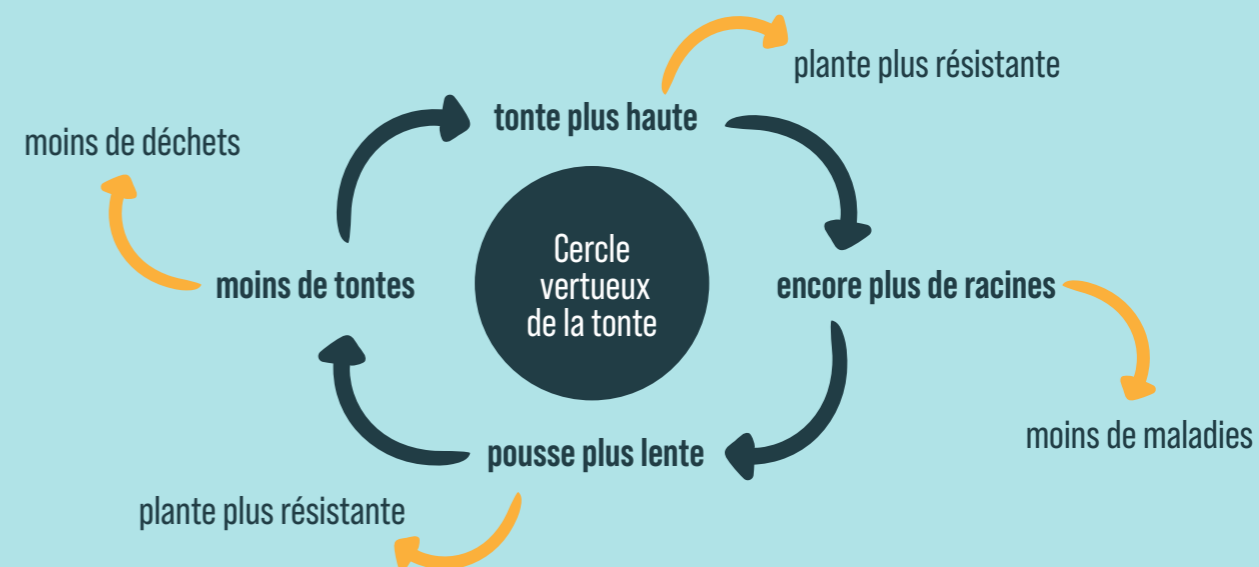 plante plus résistante
tonte plus haute
moins de déchets
Cercle
vertueux
de la tonte
moins de tontes
encore plus de racines
moins de maladies
pousse plus lente
plante plus résistante